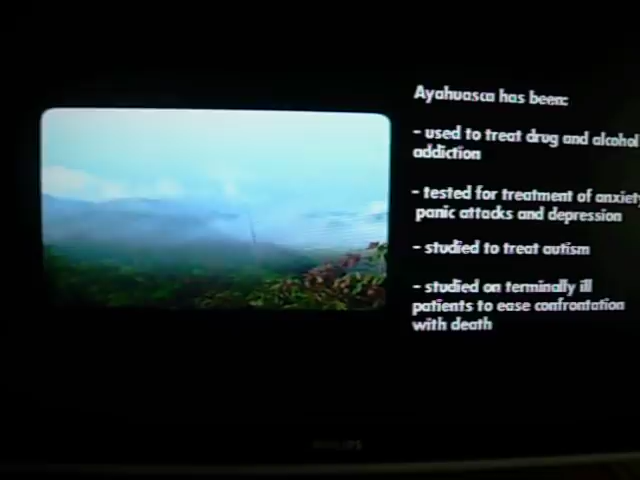 Ayahuasca has been:
- used to treat drug and alcohol
addiction
- tested for treatment of anxiety
panic attacks and depression
- studied to treat autism
- studied on terminally ill
patients to ease confrontation
with death
PHILIPS